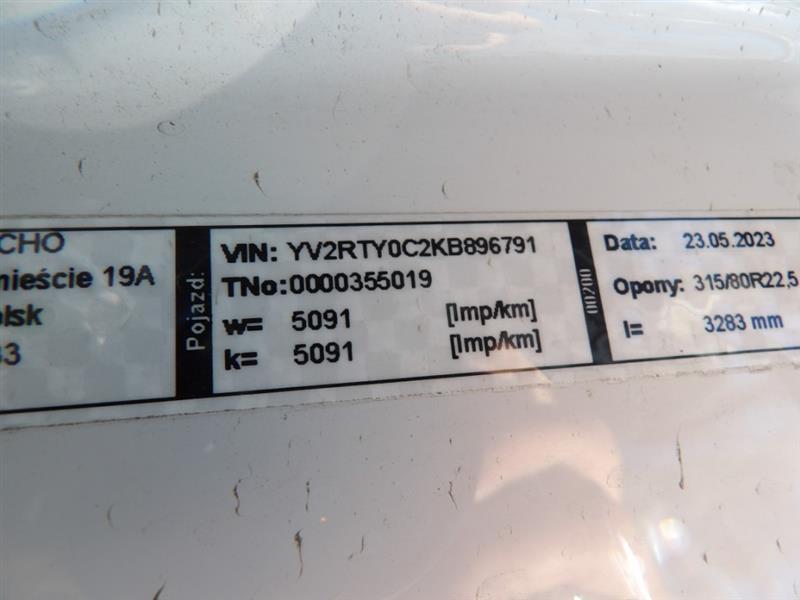 CHO
mieście 19A
olsk
33
Pojazd:
VIN: YV2RTY0C2KB896791
TNo:0000355019
w= 5091 [Imp/km]
k= 5091 [Imp/km]
00200
Data: 23.05.2023
Opony: 315/80R22,5
l= 3283 mm